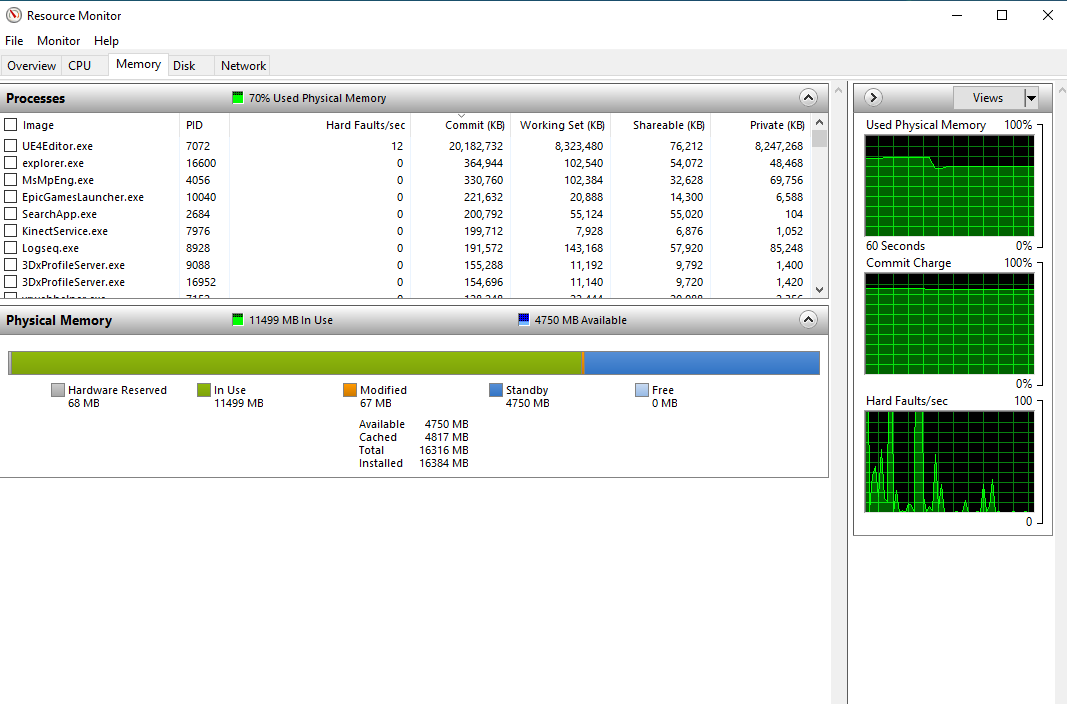 Resource Monitor
File Monitor Help
Overview CPU Memory Disk Network
Processes 70% Used Physical Memory
Image PID Hard Faults/sec Commit (KB) Working Set (KB) Shareable (KB) Private (KB)
UE4Editor.exe 7072 12 20,182,732 8,323,480 76,212 8,247,268
explorer.exe 16600 0 364,944 102,540 54,072 48,468
MsMpEng.exe 4056 0 330,760 102,384 32,628 69,756
EpicGamesLauncher.exe 10040 0 221,632 20,888 14,300 6,588
SearchApp.exe 2684 0 200,792 55,124 55,020 104
KinectService.exe 7976 0 199,712 7,928 6,876 1,052
Logseq.exe 8928 0 191,572 143,168 57,920 85,248
3DxProfileServer.exe 9088 0 155,288 11,192 9,792 1,400
3DxProfileServer.exe 16952 0 154,696 11,140 9,720 1,420
Physical Memory 11499 MB In Use 4750 MB Available
Hardware Reserved In Use Modified Standby Free
68 MB 11499 MB 67 MB 4750 MB 0 MB
Available 4750 MB
Cached 4817 MB
Total 16316 MB
Installed 16384 MB
Views
Used Physical Memory 100%
60 Seconds 0%
Commit Charge 100%
0%
Hard Faults/sec 100
0